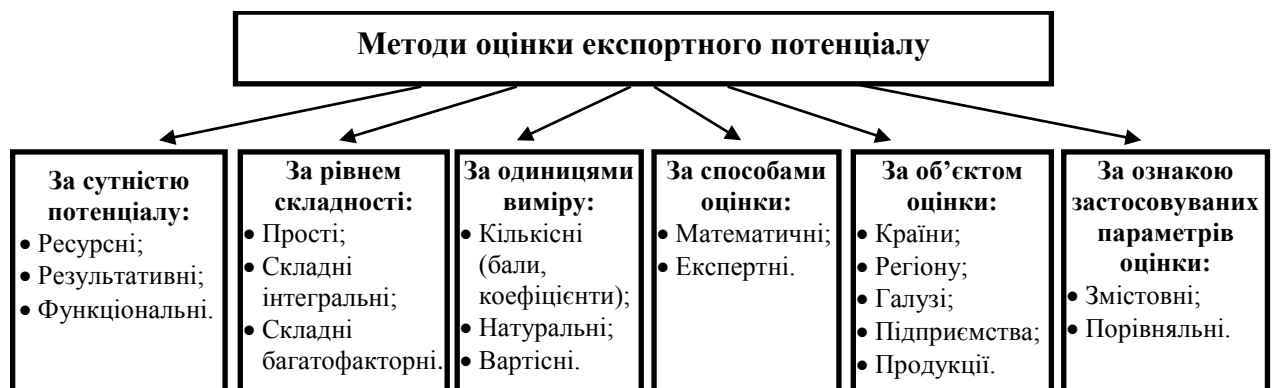 Методи оцінки експортного потенціалу
За сутністю
потенціалу:
• Ресурсні;
• Результативні;
• Функціональні.
За рівнем
складності:
• Прості;
• Складні
інтегральні;
• Складні
багатофакторні.
За одиницями
виміру:
• Кількісні
(бали,
коефіцієнти);
• Натуральні;
• Вартісні.
За способами
оцінки:
• Математичні;
• Експертні.
За об’єктом
оцінки:
• Країни;
• Регіону;
• Галузі;
• Підприємства;
• Продукції.
За ознакою
застосовуваних
параметрів
оцінки:
• Змістовні;
• Порівняльні.